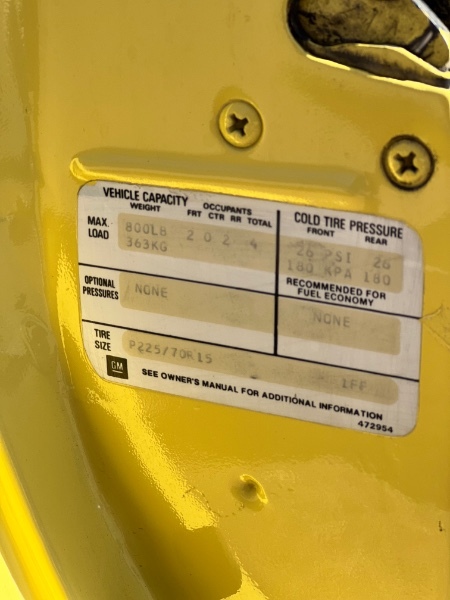 VEHICLE CAPACITY
WEIGHT OCCUPANTS
FRT CTR RR TOTAL
MAX. LOAD 800LB 2 0 2 4
363KG
COLD TIRE PRESSURE
FRONT REAR
26 PSI 26
180 KPA 180
OPTIONAL PRESSURES NONE
RECOMMENDED FOR
FUEL ECONOMY
NONE
TIRE SIZE P225/70R15
GM
SEE OWNER'S MANUAL FOR ADDITIONAL INFORMATION
472954